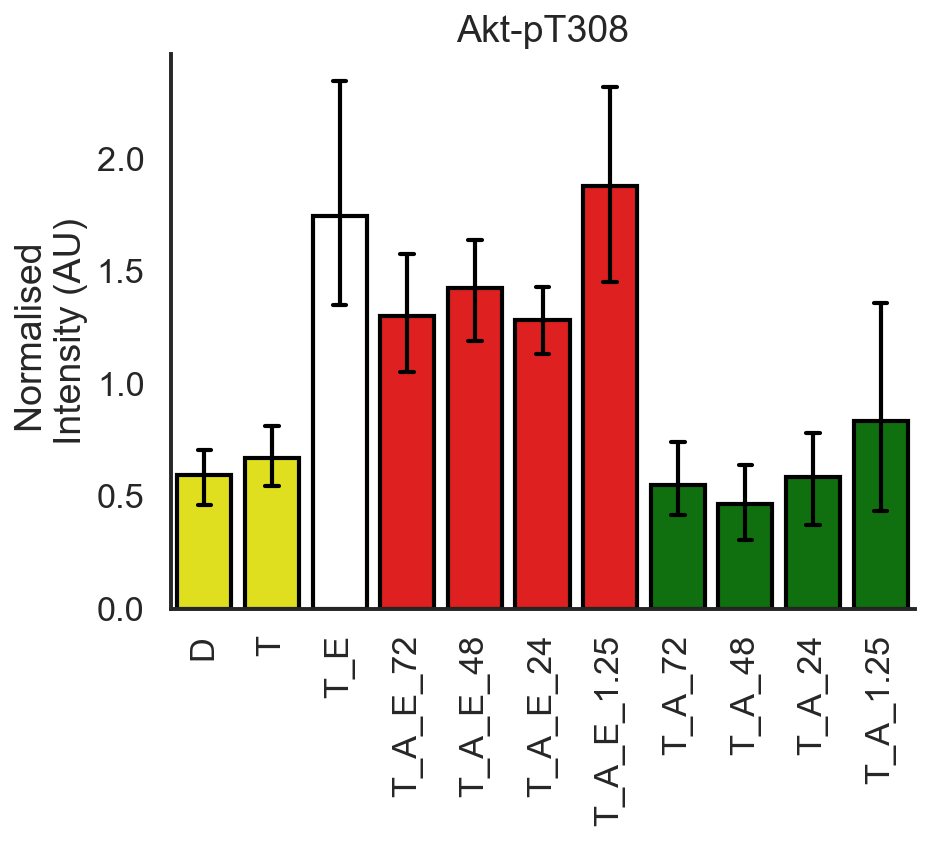 Akt-pT308
Normalised
Intensity (AU)
2.0
1.5
1.0
0.5
0.0
D
T
T_E
T_A_E_72
T_A_E_48
T_A_E_24
T_A_E_1.25
T_A_72
T_A_48
T_A_24
T_A_1.25